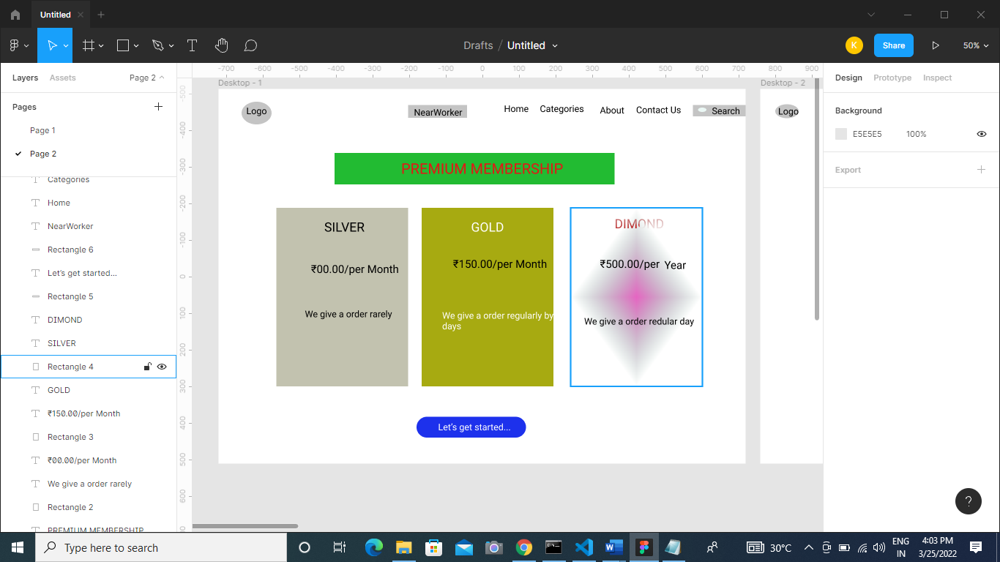 Untitled
Drafts / Untitled
K
Share
50%
Layers
Assets
Page 2
Pages
Page 1
Page 2
Categories
Home
NearWorker
Rectangle 6
Let's get started...
Rectangle 5
DIMOND
SILVER
Rectangle 4
GOLD
₹150.00/per Month
Rectangle 3
₹00.00/per Month
We give a order rarely
Rectangle 2
PREMIUM MEMBERSHIP
-700 -600 -500 -400 -300 -200 -100 0 100 200 300 400 500 600 700 800 900
-500
-400
-300
-200
-100
0
100
200
300
400
500
600
Desktop - 1
Desktop - 2
Logo
NearWorker
Home
Categories
About
Contact Us
Search
Logo
PREMIUM MEMBERSHIP
SILVER
₹00.00/per Month
We give a order rarely
GOLD
₹150.00/per Month
We give a order regularly by
days
DIMOND
₹500.00/per Year
We give a order redular day
Let's get started...
Design
Prototype
Inspect
Background
E5E5E5
100%
Export
?
Type here to search
30°C
ENG
IN
4:03 PM
3/25/2022